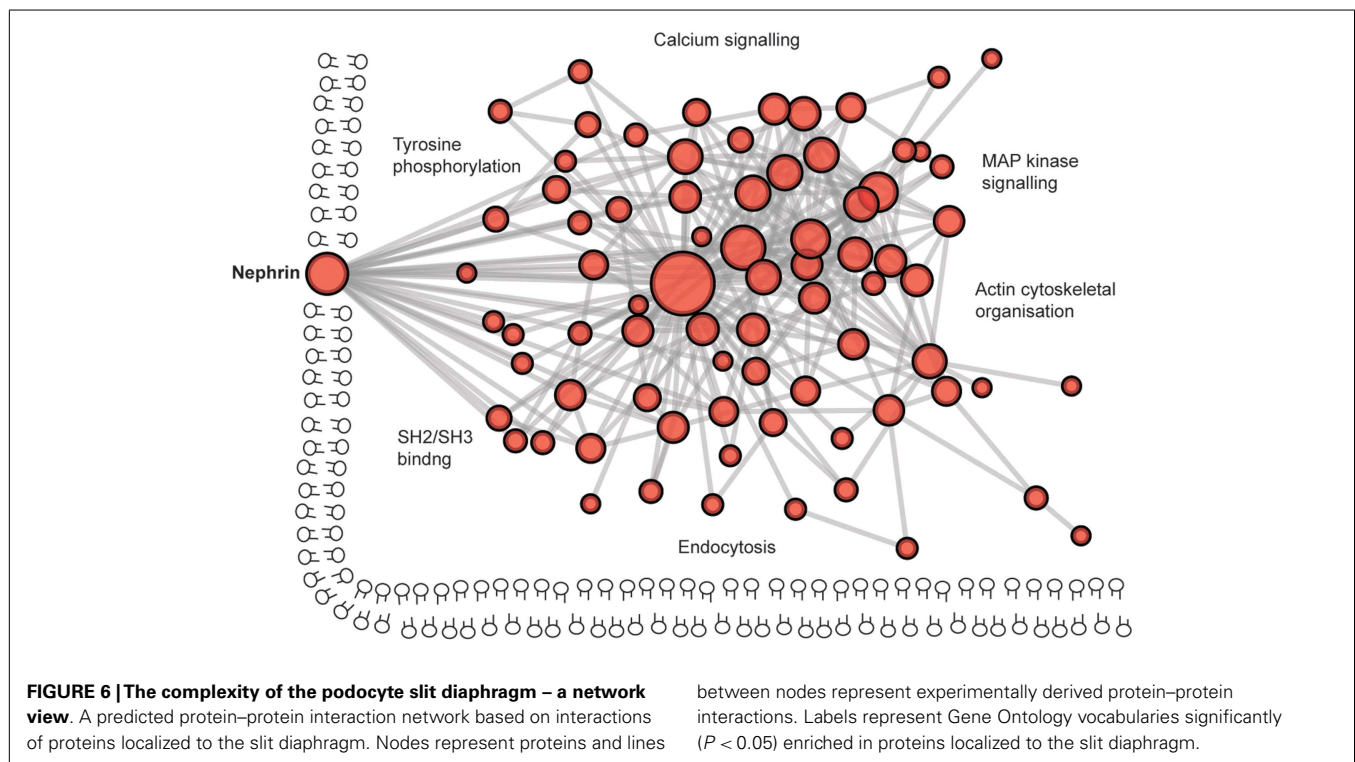 Calcium signalling
Tyrosine
phosphorylation
MAP kinase
signalling
Nephrin
Actin cytoskeletal
organisation
SH2/SH3
bindng
Endocytosis
FIGURE 6 | The complexity of the podocyte slit diaphragm – a network
view. A predicted protein–protein interaction network based on interactions
of proteins localized to the slit diaphragm. Nodes represent proteins and lines
between nodes represent experimentally derived protein–protein
interactions. Labels represent Gene Ontology vocabularies significantly
(P < 0.05) enriched in proteins localized to the slit diaphragm.